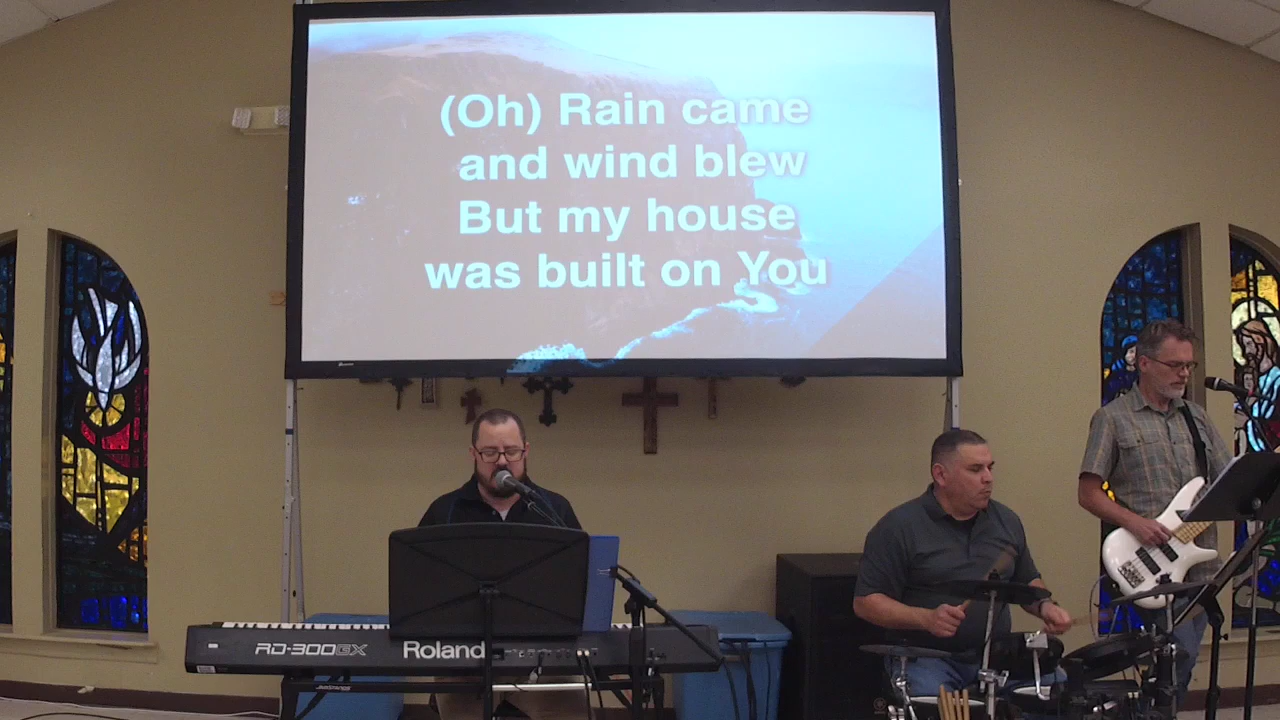 (Oh) Rain came
and wind blew
But my house
was built on You
RD-300GX
Roland